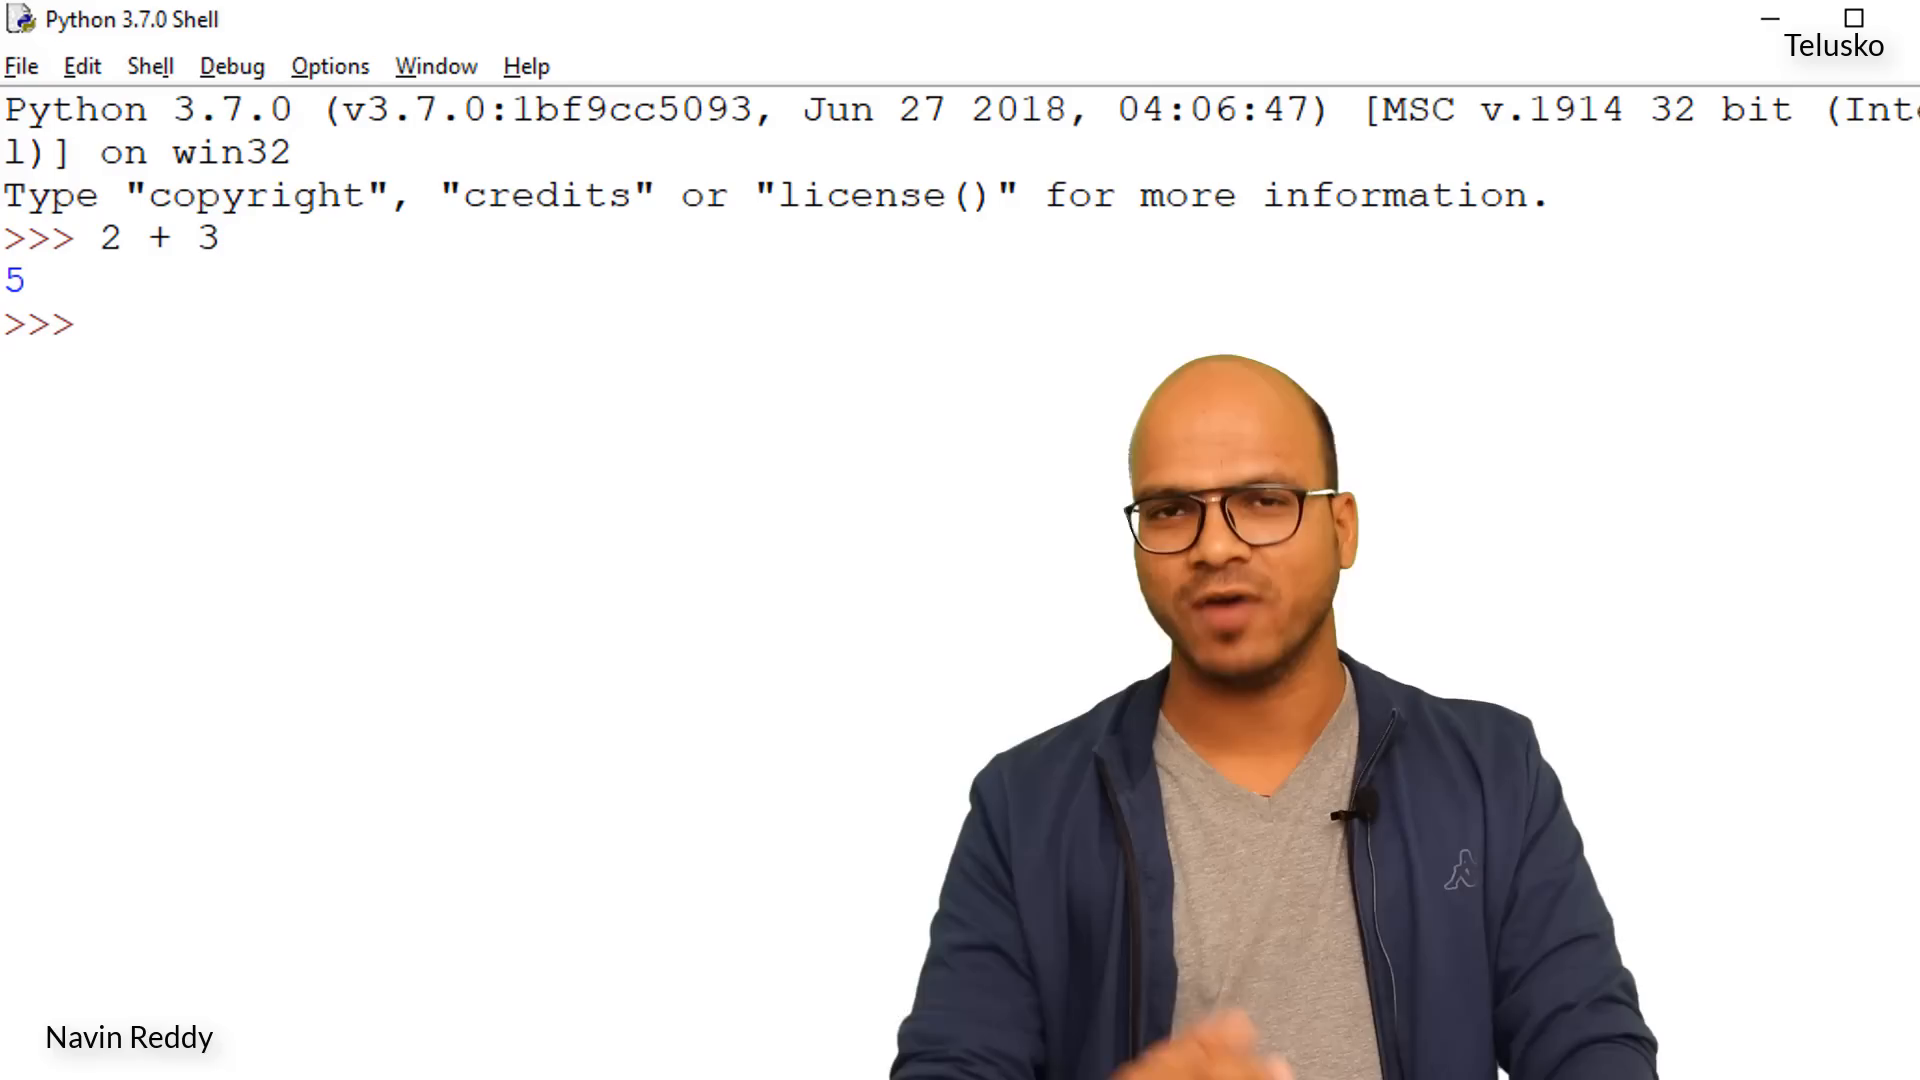 Python 3.7.0 Shell
Telusko
File Edit Shell Debug Options Window Help
Python 3.7.0 (v3.7.0:1bf9cc5093, Jun 27 2018, 04:06:47) [MSC v.1914 32 bit (Inte
l)] on win32
Type "copyright", "credits" or "license()" for more information.
>>> 2 + 3
5
>>>
Navin Reddy